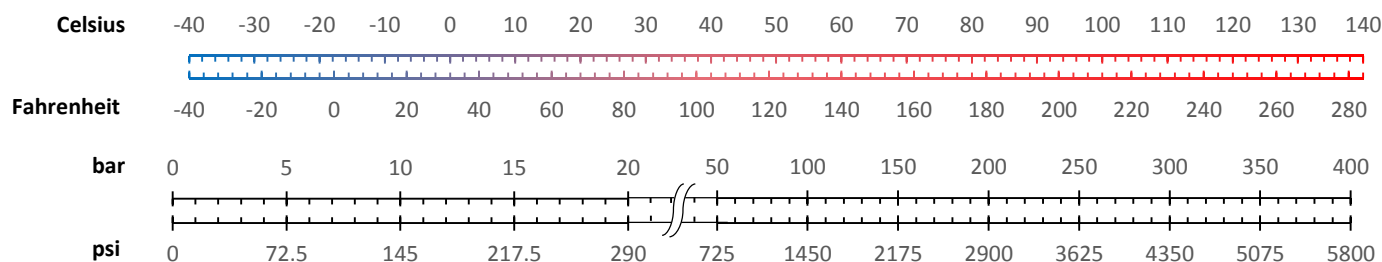 Celsius -40 -30 -20 -10 0 10 20 30 40 50 60 70 80 90 100 110 120 130 140
Fahrenheit -40 -20 0 20 40 60 80 100 120 140 160 180 200 220 240 260 280
bar 0 5 10 15 20 50 100 150 200 250 300 350 400
psi 0 72.5 145 217.5 290 725 1450 2175 2900 3625 4350 5075 5800